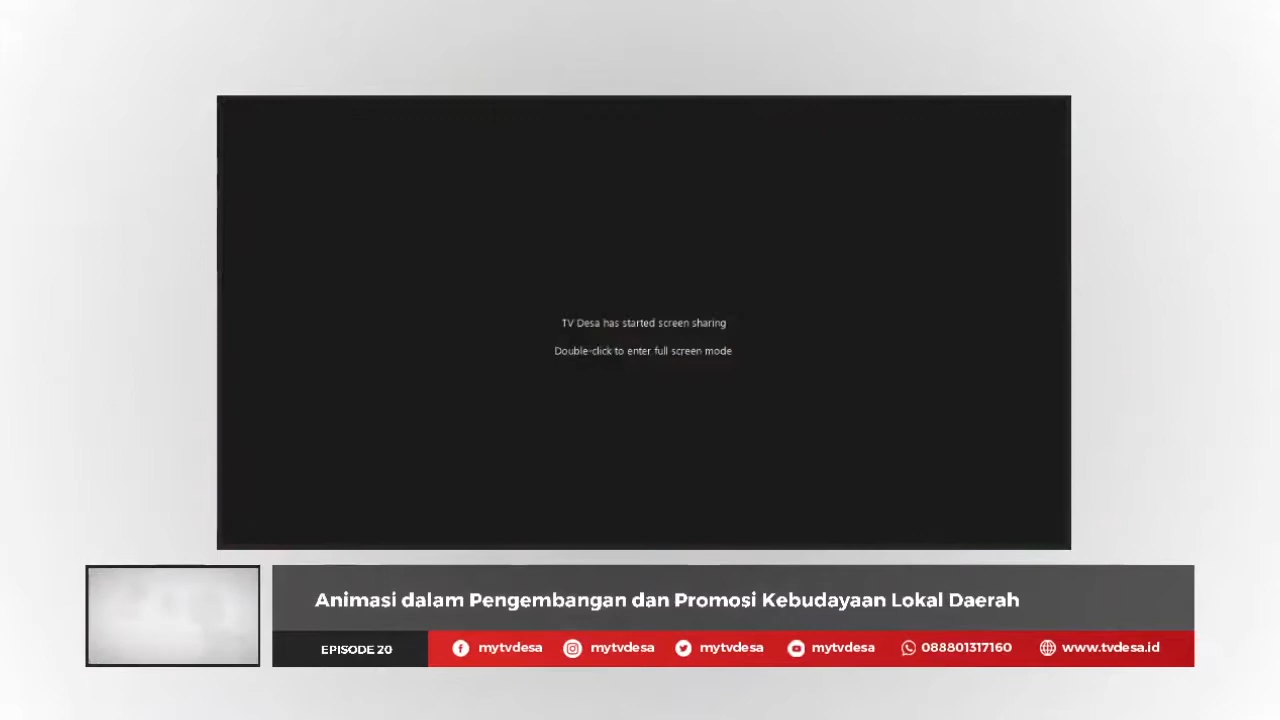 TV Desa has started screen sharing
Double-click to enter full screen mode
Animasi dalam Pengembangan dan Promosi Kebudayaan Lokal Daerah
EPISODE 20 mytvdesa mytvdesa mytvdesa mytvdesa 088801317160 www.tvdesa.id